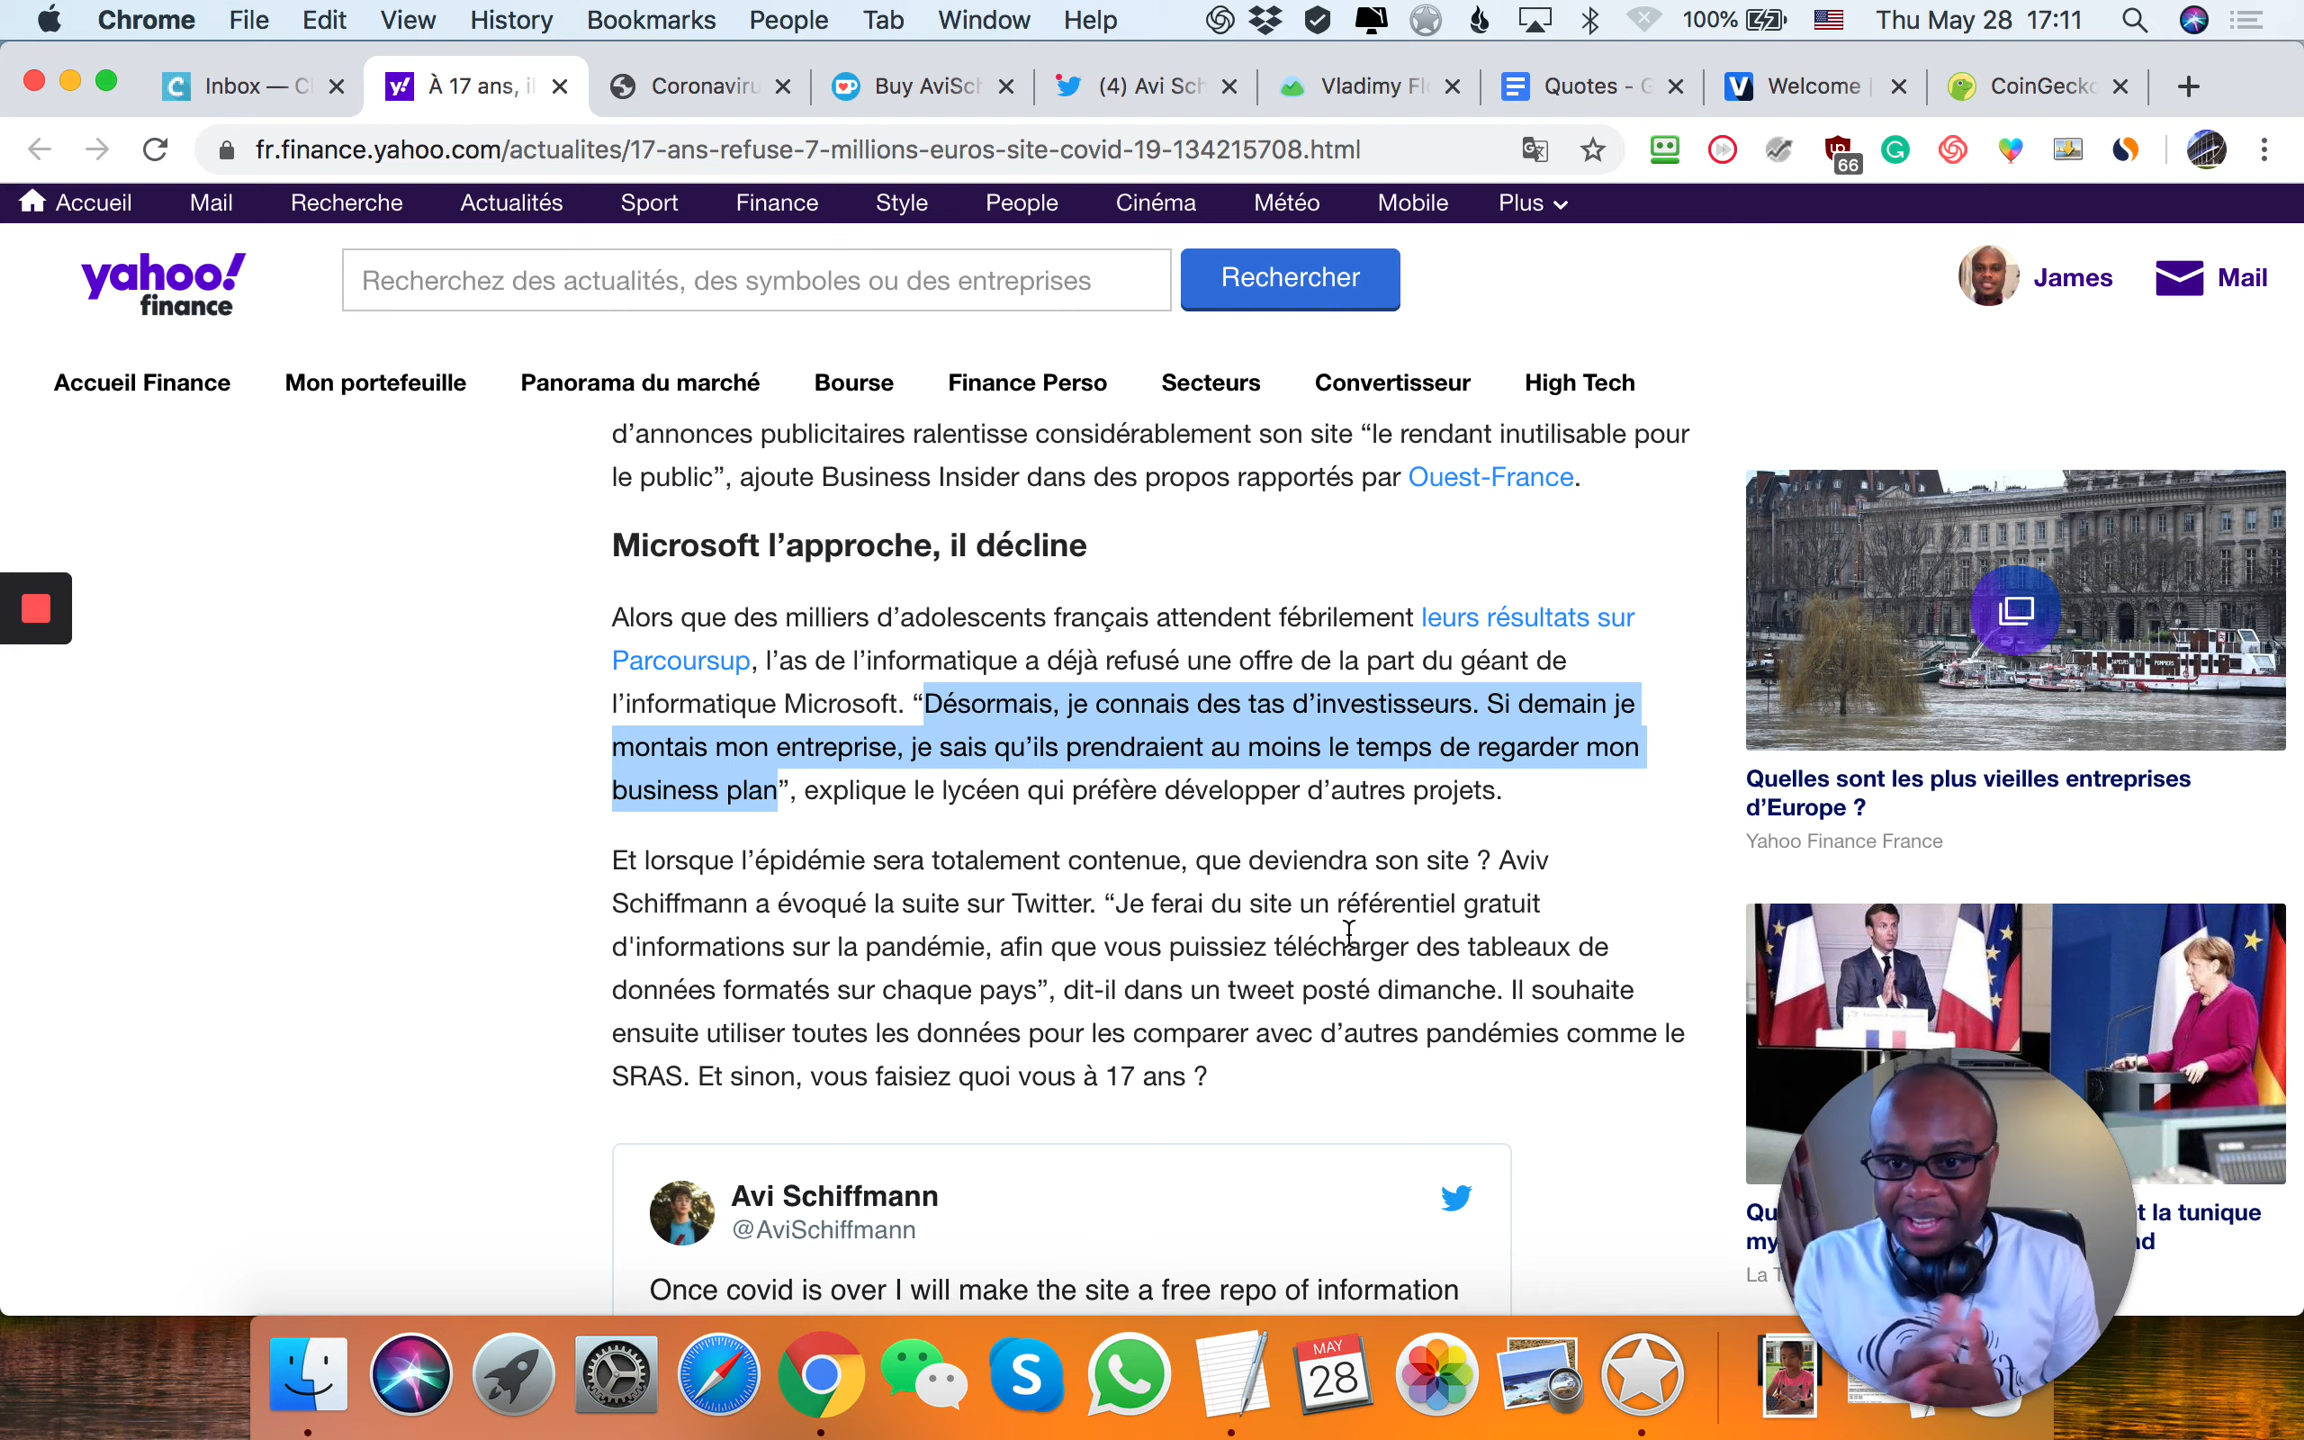 Chrome File Edit View History Bookmarks People Tab Window Help 100% Thu May 28 17:11
Inbox — C À 17 ans, il Coronaviru Buy AviSch (4) Avi Sch Vladimy Fl Quotes - G Welcome CoinGecko
fr.finance.yahoo.com/actualites/17-ans-refuse-7-millions-euros-site-covid-19-134215708.html
66
Accueil Mail Recherche Actualités Sport Finance Style People Cinéma Météo Mobile Plus
yahoo!
finance
Recherchez des actualités, des symboles ou des entreprises
Rechercher
James Mail
Accueil Finance Mon portefeuille Panorama du marché Bourse Finance Perso Secteurs Convertisseur High Tech
d’annonces publicitaires ralentisse considérablement son site “le rendant inutilisable pour
le public”, ajoute Business Insider dans des propos rapportés par Ouest-France.
Microsoft l’approche, il décline
Alors que des milliers d’adolescents français attendent fébrilement leurs résultats sur
Parcoursup, l’as de l’informatique a déjà refusé une offre de la part du géant de
l’informatique Microsoft. “Désormais, je connais des tas d’investisseurs. Si demain je
montais mon entreprise, je sais qu’ils prendraient au moins le temps de regarder mon
business plan”, explique le lycéen qui préfère développer d’autres projets.
Et lorsque l’épidémie sera totalement contenue, que deviendra son site ? Aviv
Schiffmann a évoqué la suite sur Twitter. “Je ferai du site un référentiel gratuit
d'informations sur la pandémie, afin que vous puissiez télécharger des tableaux de
données formatés sur chaque pays”, dit-il dans un tweet posté dimanche. Il souhaite
ensuite utiliser toutes les données pour les comparer avec d’autres pandémies comme le
SRAS. Et sinon, vous faisiez quoi vous à 17 ans ?
Avi Schiffmann
@AviSchiffmann
Once covid is over I will make the site a free repo of information
Quelles sont les plus vieilles entreprises
d’Europe ?
Yahoo Finance France
Qu t la tunique
my nd
La T
MAY
28